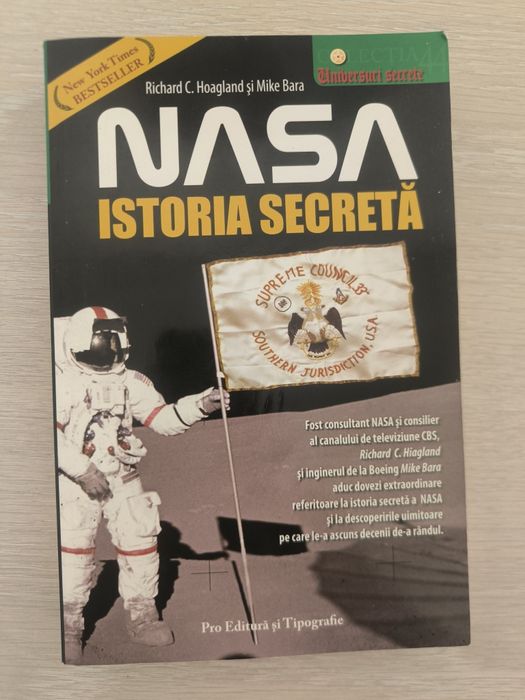 New York Times
BESTSELLER
COLECȚIA 44
Universuri secrete
Richard C. Hoagland și Mike Bara
NASA
ISTORIA SECRETĂ
SUPREME COUNCIL 33°
SOUTHERN JURISDICTION, U.S.A.
Fost consultant NASA și consilier
al canalului de televiziune CBS,
Richard C. Hiagland
și inginerul de la Boeing Mike Bara
aduc dovezi extraordinare
referitoare la istoria secretă a NASA
și la descoperirile uimitoare
pe care le-a ascuns decenii de-a rândul.
Pro Editură și Tipografie